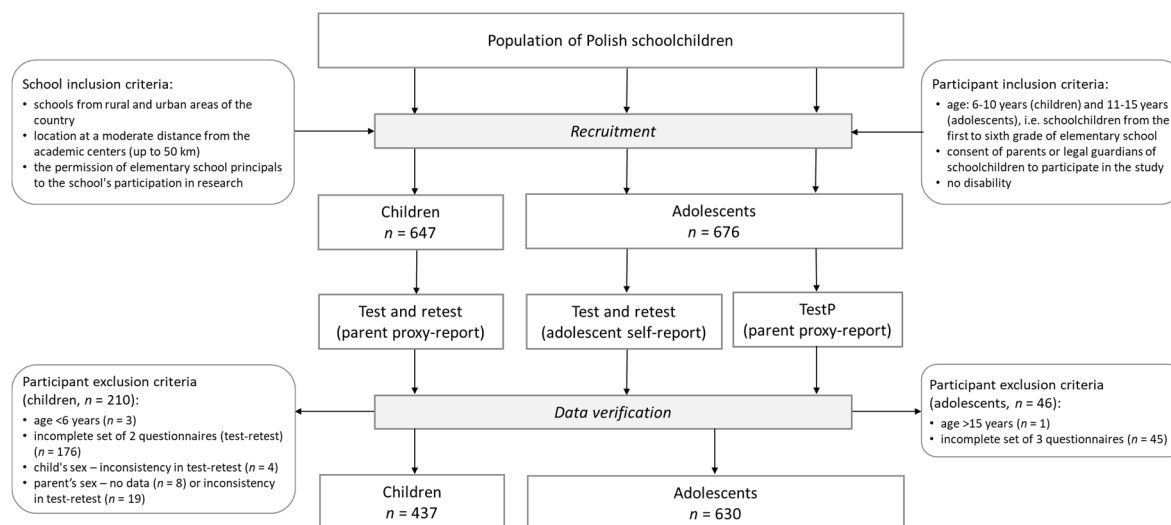 Population of Polish schoolchildren
School inclusion criteria:
• schools from rural and urban areas of the
country
• location at a moderate distance from the
academic centers (up to 50 km)
• the permission of elementary school principals
to the school's participation in research
Recruitment
Participant inclusion criteria:
• age: 6-10 years (children) and 11-15 years
(adolescents), i.e. schoolchildren from the
first to sixth grade of elementary school
• consent of parents or legal guardians of
schoolchildren to participate in the study
• no disability
Children
n = 647
Adolescents
n = 676
Test and retest
(parent proxy-report)
Test and retest
(adolescent self-report)
TestP
(parent proxy-report)
Participant exclusion criteria
(children, n = 210):
• age <6 years (n = 3)
• incomplete set of 2 questionnaires (test-retest)
(n = 176)
• child's sex – inconsistency in test-retest (n = 4)
• parent’s sex – no data (n = 8) or inconsistency
in test-retest (n = 19)
Data verification
Participant exclusion criteria
(adolescents, n = 46):
• age >15 years (n = 1)
• incomplete set of 3 questionnaires (n = 45)
Children
n = 437
Adolescents
n = 630